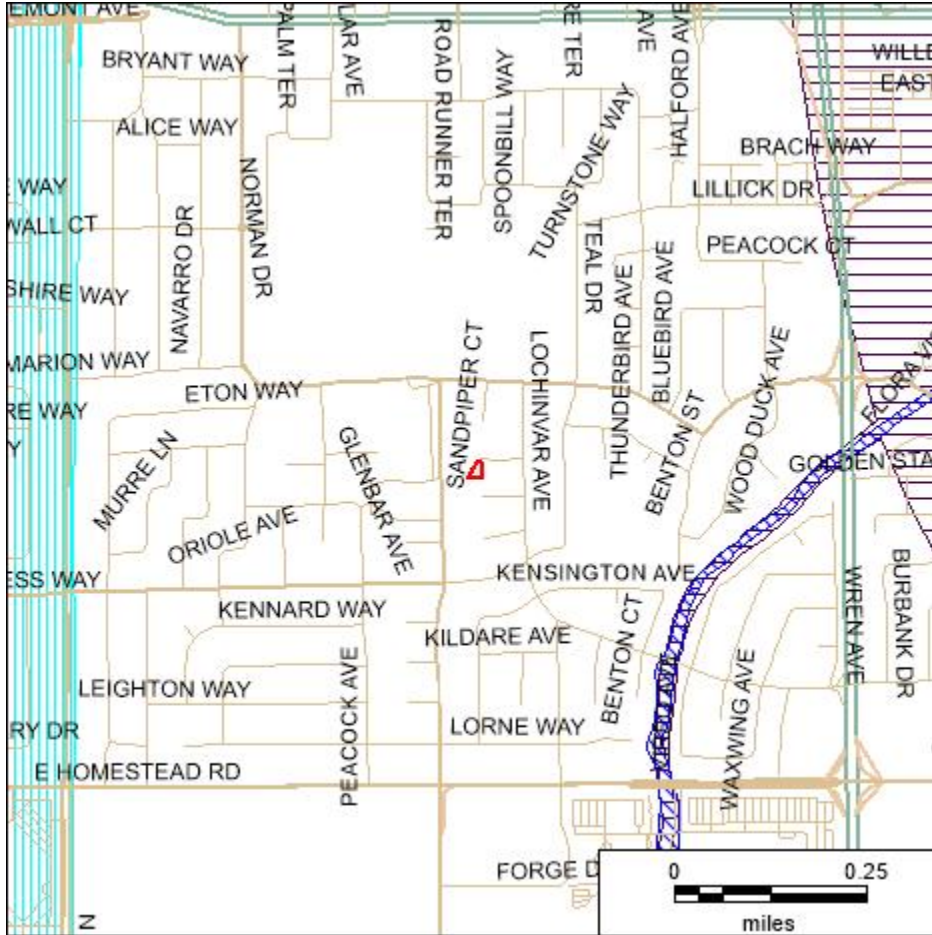 EMONT AVE
PALM TER
LAR AVE
ROAD RUNNER TER
SPOONBILL WAY
RE TER
AVE
HALFORD AVE
WILLE
EAST
BRYANT WAY
ALICE WAY
TURNSTONE WAY
BRACH WAY
E WAY
LILLICK DR
WALL CT
NAVARRO DR
NORMAN DR
TEAL DR
PEACOCK CT
SHIRE WAY
THUNDERBIRD AVE
BLUEBIRD AVE
MARION WAY
SANDPIPER CT
LOCHINVAR AVE
WOOD DUCK AVE
FLORA V
ETON WAY
RE WAY
BENTON ST
Y
MURRE LN
GLENBAR AVE
GOLDEN STA
ORIOLE AVE
ESS WAY
KENSINGTON AVE
BURBANK DR
WREN AVE
KENNARD WAY
BENTON CT
KILDARE AVE
LEIGHTON WAY
PEACOCK AVE
WAXWING AVE
RY DR
LORNE WAY
E HOMESTEAD RD
FORGE D
N
0 0.25
miles